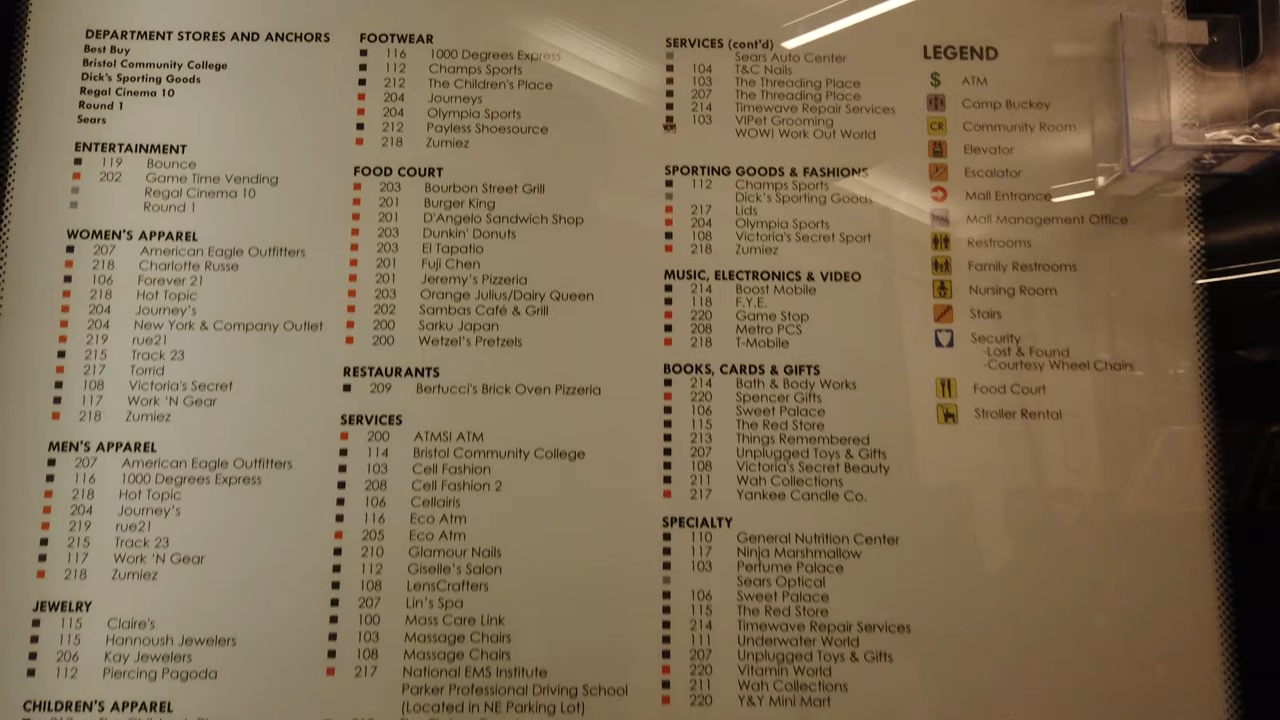 DEPARTMENT STORES AND ANCHORS
Best Buy
Bristol Community College
Dick's Sporting Goods
Regal Cinema 10
Round 1
Sears
ENTERTAINMENT
119 Bounce
202 Game Time Vending
Regal Cinema 10
Round 1
WOMEN'S APPAREL
207 American Eagle Outfitters
218 Charlotte Russe
106 Forever 21
218 Hot Topic
204 Journey's
204 New York & Company Outlet
219 rue21
215 Track 23
217 Torrid
108 Victoria's Secret
117 Work 'N Gear
218 Zumiez
MEN'S APPAREL
207 American Eagle Outfitters
116 1000 Degrees Express
218 Hot Topic
204 Journey's
219 rue21
215 Track 23
117 Work 'N Gear
218 Zumiez
JEWELRY
115 Claire's
115 Hannoush Jewelers
206 Kay Jewelers
112 Piercing Pagoda
CHILDREN'S APPAREL
FOOTWEAR
116 1000 Degrees Express
112 Champs Sports
212 The Children's Place
204 Journeys
204 Olympia Sports
212 Payless Shoesource
218 Zumiez
FOOD COURT
203 Bourbon Street Grill
201 Burger King
201 D'Angelo Sandwich Shop
203 Dunkin' Donuts
203 El Tapatio
201 Fuji Chen
201 Jeremy's Pizzeria
203 Orange Julius/Dairy Queen
202 Sambas Café & Grill
200 Sarku Japan
200 Wetzel's Pretzels
RESTAURANTS
209 Bertucci's Brick Oven Pizzeria
SERVICES
200 ATMSI ATM
114 Bristol Community College
103 Cell Fashion
208 Cell Fashion 2
106 Cellairis
116 Eco Atm
205 Eco Atm
210 Glamour Nails
112 Giselle's Salon
108 LensCrafters
207 Lin's Spa
100 Mass Care Link
103 Massage Chairs
108 Massage Chairs
217 National EMS Institute
Parker Professional Driving School
(Located in NE Parking Lot)
SERVICES (cont'd)
Sears Auto Center
104 T&C Nails
103 The Threading Place
207 The Threading Place
214 Timewave Repair Services
103 VIPet Grooming
WOW! Work Out World
SPORTING GOODS & FASHIONS
112 Champs Sports
Dick's Sporting Goods
217 Lids
204 Olympia Sports
108 Victoria's Secret Sport
218 Zumiez
MUSIC, ELECTRONICS & VIDEO
214 Boost Mobile
118 F.Y.E.
220 Game Stop
208 Metro PCS
218 T-Mobile
BOOKS, CARDS & GIFTS
214 Bath & Body Works
220 Spencer Gifts
106 Sweet Palace
115 The Red Store
213 Things Remembered
207 Unplugged Toys & Gifts
108 Victoria's Secret Beauty
211 Wah Collections
217 Yankee Candle Co.
SPECIALTY
110 General Nutrition Center
117 Ninja Marshmallow
103 Perfume Palace
Sears Optical
106 Sweet Palace
115 The Red Store
214 Timewave Repair Services
111 Underwater World
207 Unplugged Toys & Gifts
220 Vitamin World
211 Wah Collections
220 Y&Y Mini Mart
LEGEND
$ ATM
Camp Buckey
CR Community Room
Elevator
Escalator
Mall Entrance
Mall Management Office
Restrooms
Family Restrooms
Nursing Room
Stairs
Security
-Lost & Found
-Courtesy Wheel Chairs
Food Court
Stroller Rental